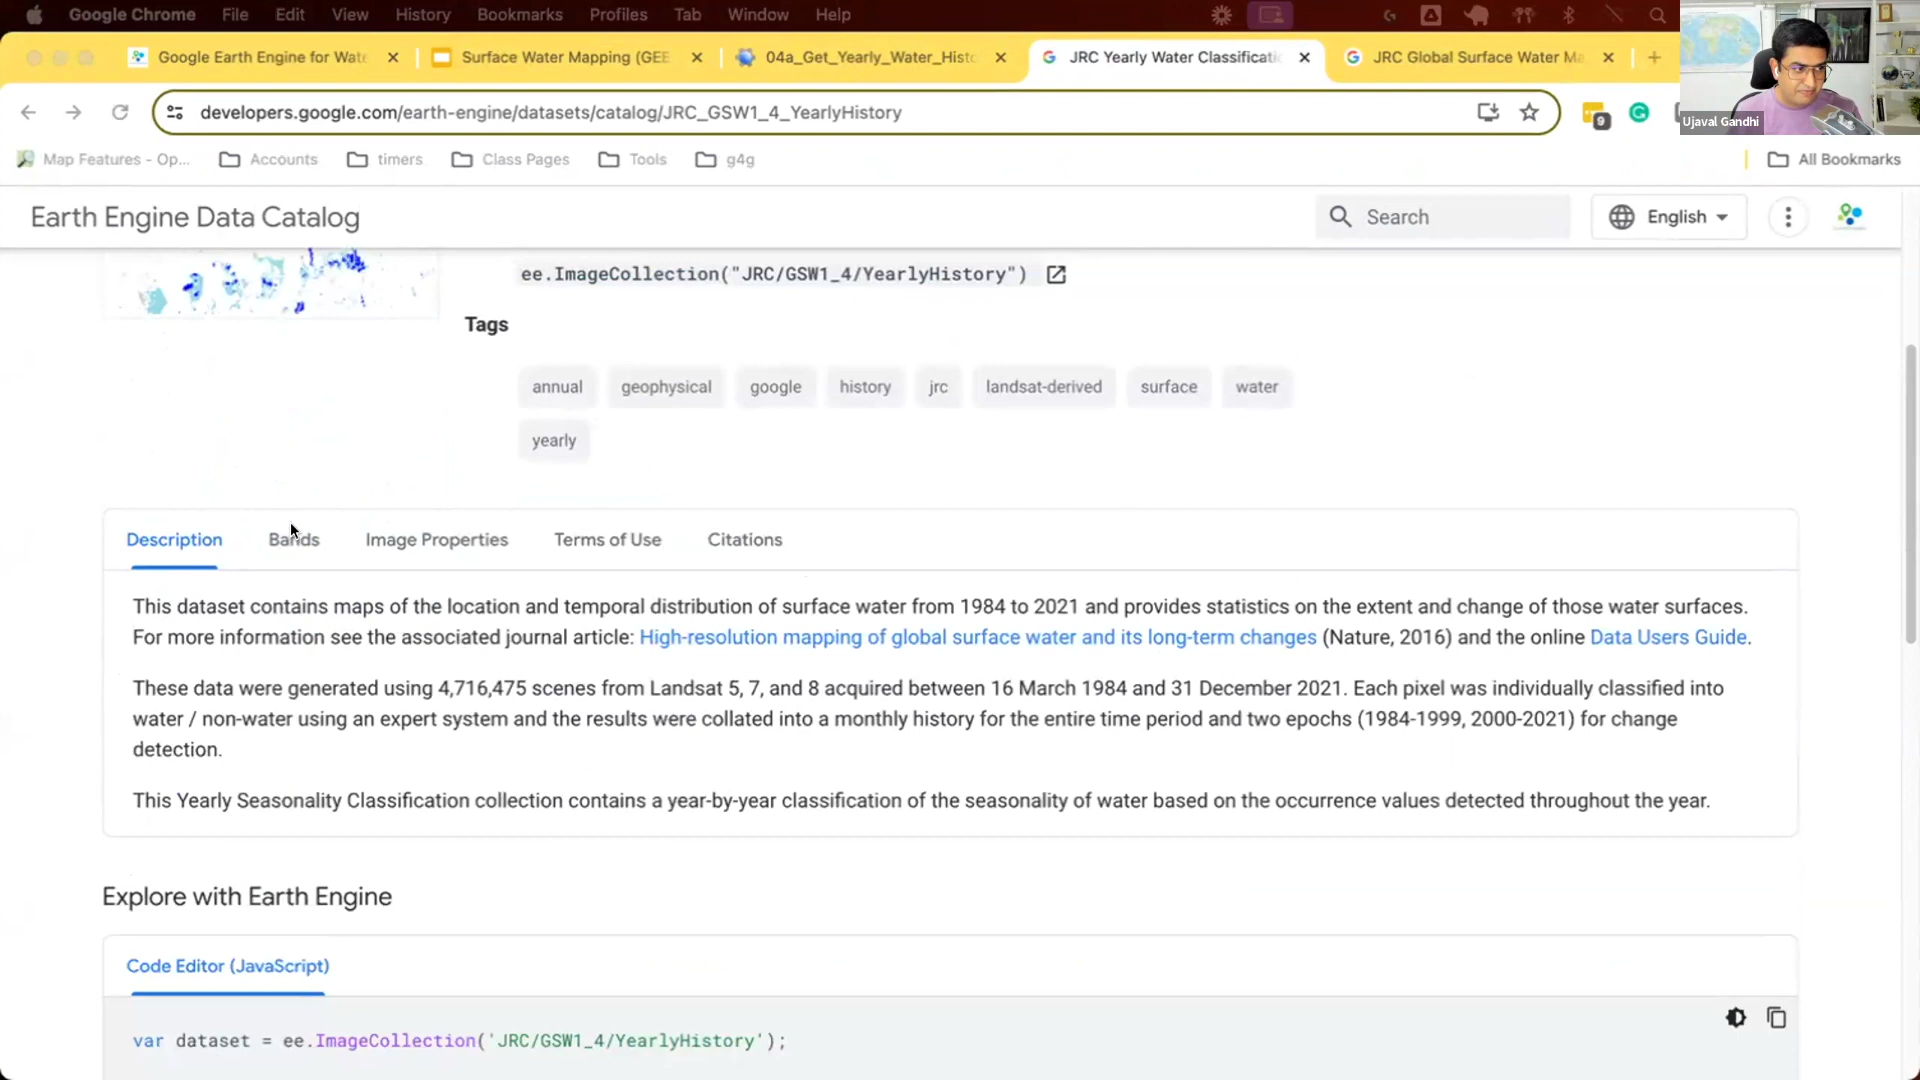 Google Chrome File Edit View History Bookmarks Profiles Tab Window Help
Google Earth Engine for Wate
Surface Water Mapping (GEE
04a_Get_Yearly_Water_Histo
JRC Yearly Water Classificati
JRC Global Surface Water Ma
developers.google.com/earth-engine/datasets/catalog/JRC_GSW1_4_YearlyHistory
9
Ujaval Gandhi
Map Features - Op... Accounts timers Class Pages Tools g4g All Bookmarks
Earth Engine Data Catalog
Search
English
ee.ImageCollection("JRC/GSW1_4/YearlyHistory")
Tags
annual geophysical google history jrc landsat-derived surface water
yearly
Description Bands Image Properties Terms of Use Citations
This dataset contains maps of the location and temporal distribution of surface water from 1984 to 2021 and provides statistics on the extent and change of those water surfaces.
For more information see the associated journal article: High-resolution mapping of global surface water and its long-term changes (Nature, 2016) and the online Data Users Guide.
These data were generated using 4,716,475 scenes from Landsat 5, 7, and 8 acquired between 16 March 1984 and 31 December 2021. Each pixel was individually classified into
water / non-water using an expert system and the results were collated into a monthly history for the entire time period and two epochs (1984-1999, 2000-2021) for change
detection.
This Yearly Seasonality Classification collection contains a year-by-year classification of the seasonality of water based on the occurrence values detected throughout the year.
Explore with Earth Engine
Code Editor (JavaScript)
var dataset = ee.ImageCollection('JRC/GSW1_4/YearlyHistory');